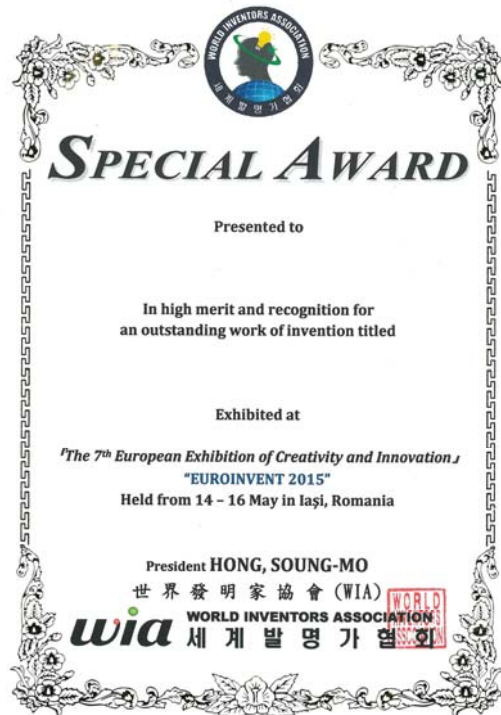 WORLD INVENTORS ASSOCIATION
세계발명가협회
SPECIAL AWARD
Presented to
In high merit and recognition for
an outstanding work of invention titled
Exhibited at
「The 7th European Exhibition of Creativity and Innovation」
"EUROINVENT 2015"
Held from 14 – 16 May in Iaşi, Romania
President HONG, SOUNG-MO
世界發明家協會 (WIA)
wia WORLD INVENTORS ASSOCIATION
세계발명가협회
WORLD